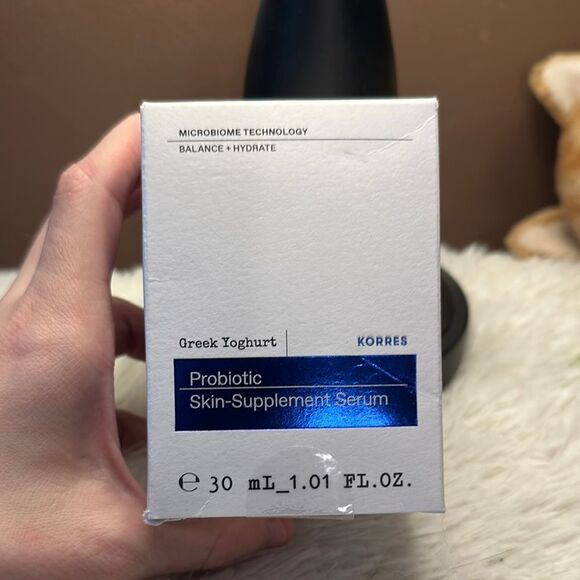 MICROBIOME TECHNOLOGY
BALANCE + HYDRATE
Greek Yoghurt
KORRES
Probiotic
Skin-Supplement Serum
℮ 30 mL_1.01 FL.OZ.